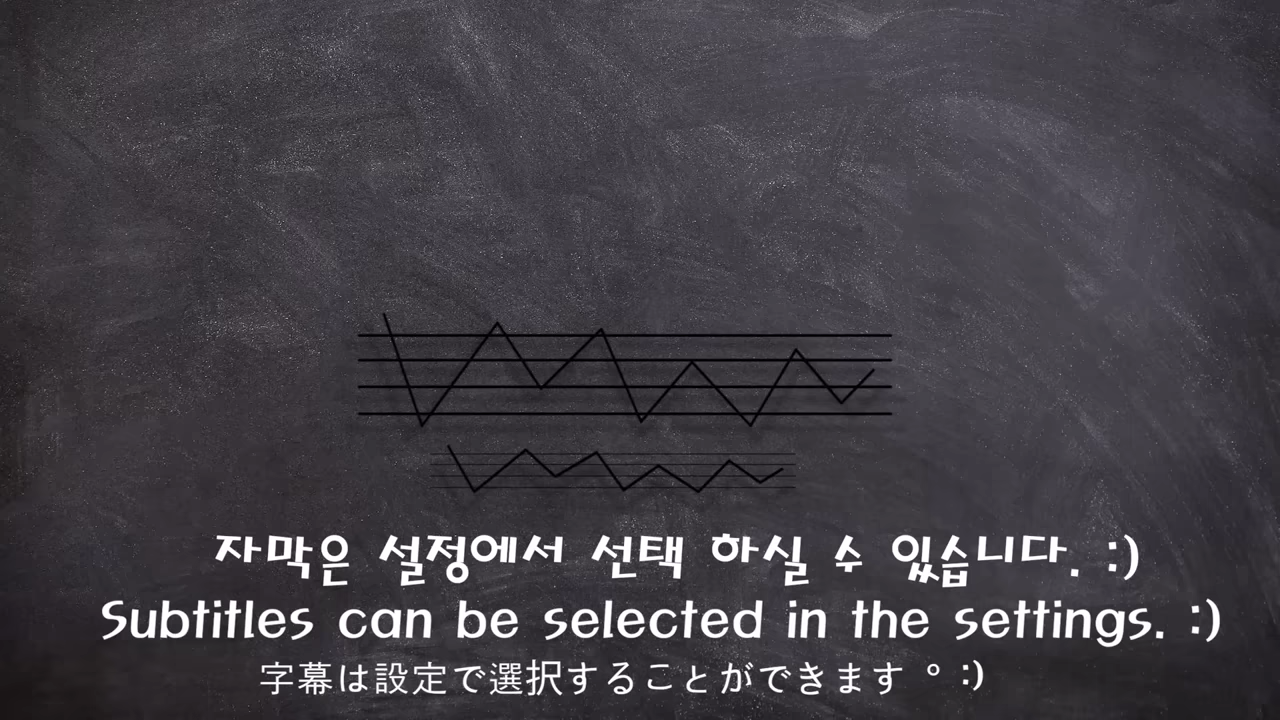 자막은 설정에서 선택 하실 수 있습니다. :)
Subtitles can be selected in the settings. :)
字幕は設定で選択することができます 。:)